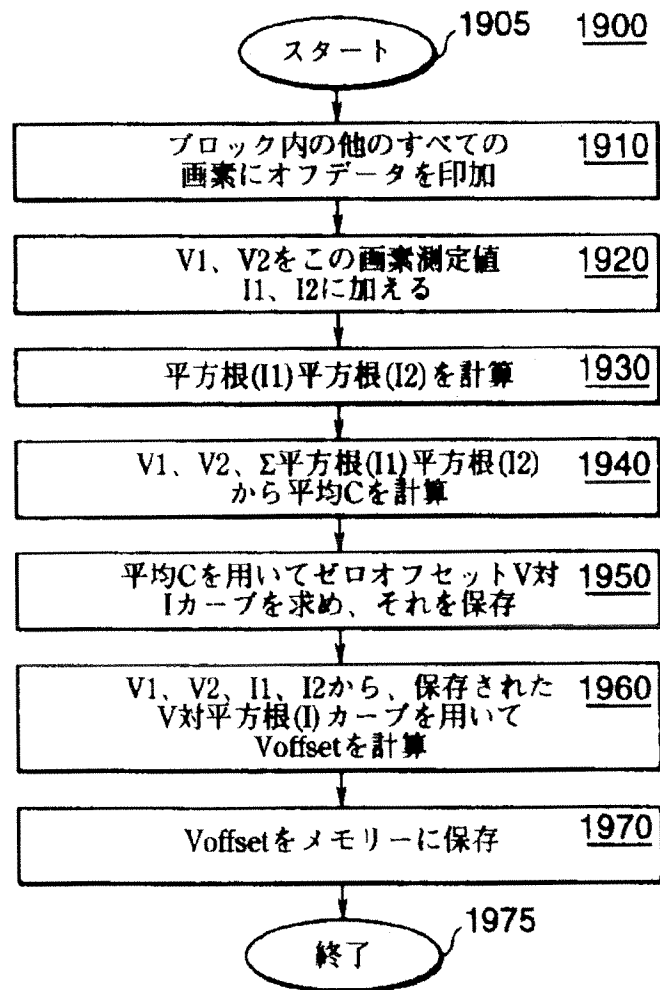 1905
1900
スタート
ブロック内の他のすべての
画素にオフデータを印加
1910
V1、V2をこの画素測定値
I1、I2に加える
1920
平方根(I1)平方根(I2)を計算
1930
V1、V2、Σ平方根(I1)平方根(I2)
から平均Cを計算
1940
平均Cを用いてゼロオフセットV対
Iカーブを求め、それを保存
1950
V1、V2、I1、I2から、保存された
V対平方根(I)カーブを用いて
Voffsetを計算
1960
Voffsetをメモリーに保存
1970
1975
終了